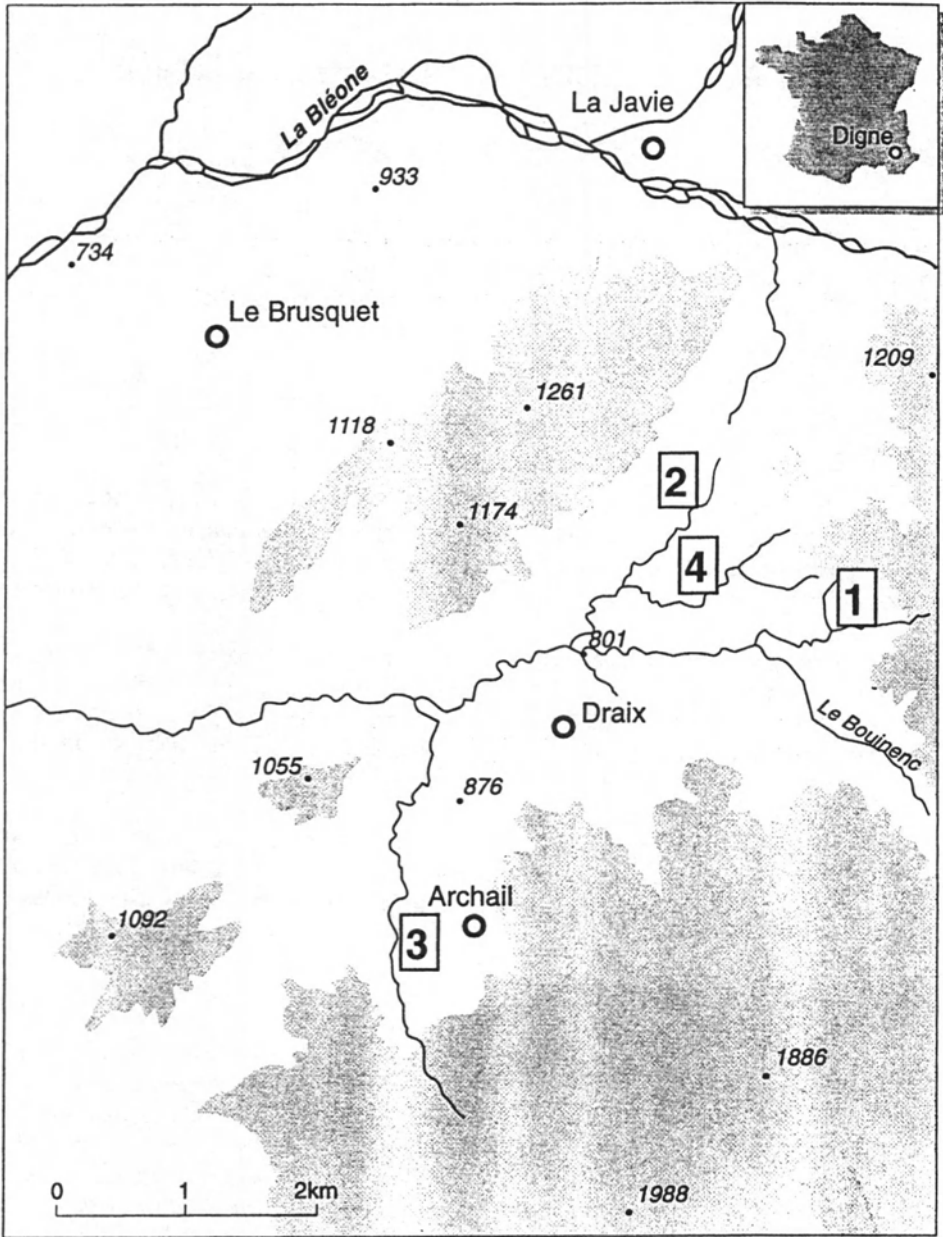 La Bléone
La Javie
Digne
933
734
Le Brusquet
1209
1261
1118
2
1174
4
1
801
Draix
Le Bouinenc
1055
876
Archail
1092
3
1886
0 1 2km
1988